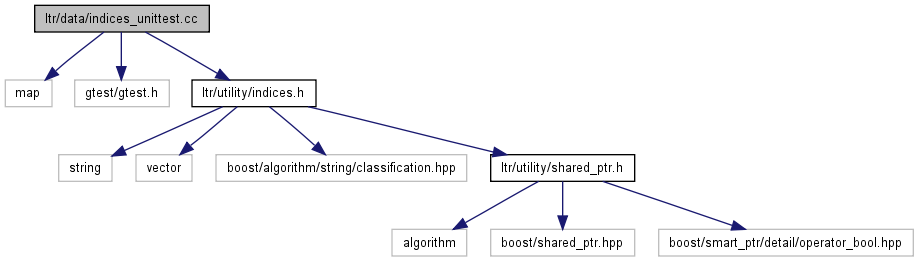 ltr/data/indices_unittest.cc
map
gtest/gtest.h
ltr/utility/indices.h
string
vector
boost/algorithm/string/classification.hpp
ltr/utility/shared_ptr.h
algorithm
boost/shared_ptr.hpp
boost/smart_ptr/detail/operator_bool.hpp